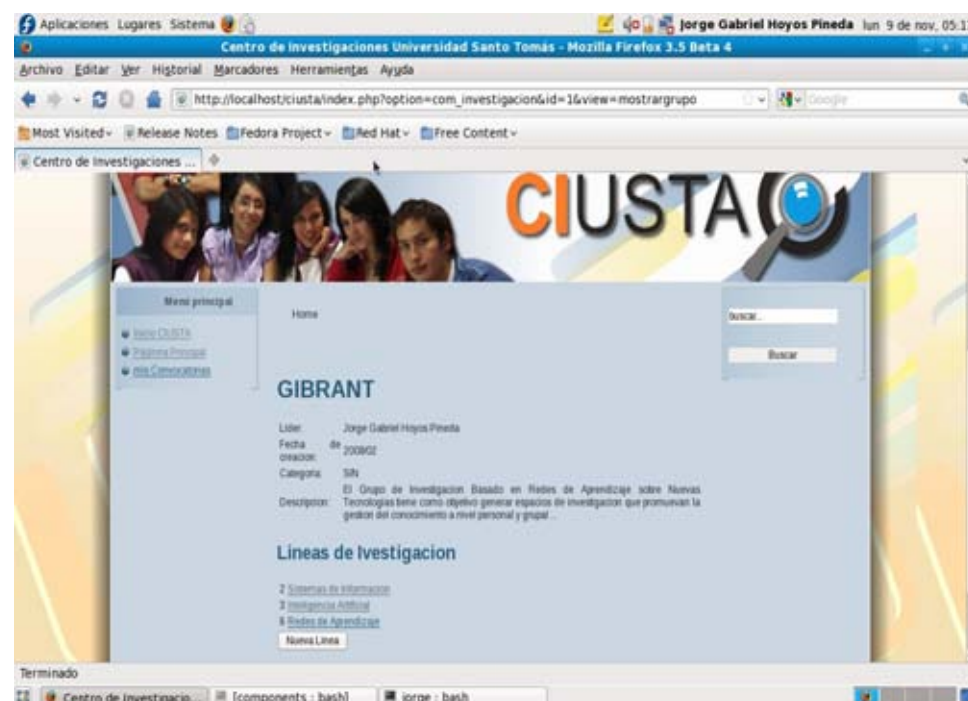 Aplicaciones Lugares Sistema
Jorge Gabriel Hoyos Pineda lun 9 de nov, 05:1
Centro de Investigaciones Universidad Santo Tomás - Mozilla Firefox 3.5 Beta 4
Archivo Editar Ver Historial Marcadores Herramientas Ayuda
http://localhost/ciusta/index.php?option=com_investigacion&id=1&view=mostrargrupo
Google
Most Visited Release Notes Fedora Project Red Hat Free Content
Centro de Investigaciones ...
CIUSTA
Menú principal
Inicio CIUSTA
Página Principal
mis Convocatorias
Home
buscar...
Buscar
GIBRANT
Lider: Jorge Gabriel Hoyos Pineda
Fecha de
creacion: 2008/02
Categoria: SIN
El Grupo de Investigacion Basado en Redes de Aprendizaje sobre Nuevas
Descripcion: Tecnologias tiene como objetivo generar espacios de investigacion que promuevan la
gestion del conocimiento a nivel personal y grupal...
Lineas de Ivestigacion
2 Sistemas de Informacion
3 Inteligencia Artificial
6 Redes de Aprendizaje
Nueva Linea
Terminado
Centro de Investigacio... [components : bash] jorge : bash